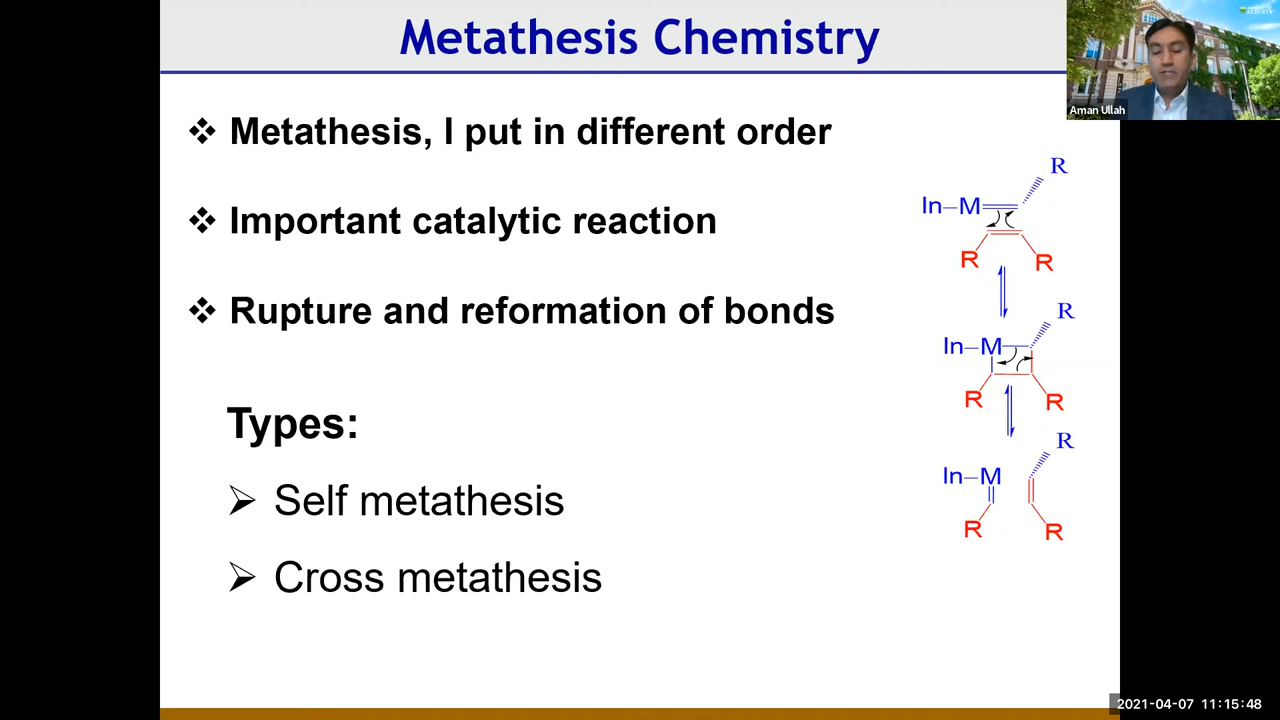 Metathesis Chemistry
ALBERTA
Aman Ullah
❖ Metathesis, I put in different order
❖ Important catalytic reaction
❖ Rupture and reformation of bonds
Types:
➢ Self metathesis
➢ Cross metathesis
R
In–M
R R
R
In–M
R R
R
In–M
R R
2021-04-07 11:15:48